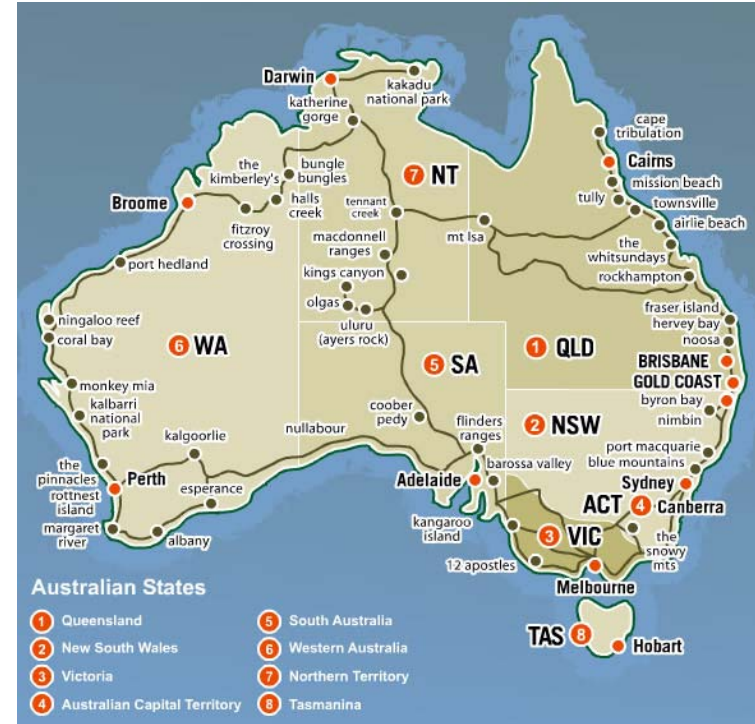 Darwin
kakadu
national park
katherine
gorge
cape
tribulation
Cairns
mission beach
tully
townsville
airlie beach
the
whitsundays
rockhampton
the
kimberley's
bungle
bungles
7 NT
Broome
halls
creek
fitzroy
crossing
tennant
creek
mt Isa
macdonnell
ranges
port hedland
kings canyon
olgas
uluru
(ayers rock)
fraser island
hervey bay
noosa
ningaloo reef
coral bay
6 WA
5 SA
1 QLD
BRISBANE
GOLD COAST
byron bay
nimbin
monkey mia
kalbarri
national
park
coober
pedy
flinders
ranges
2 NSW
kalgoorlie
nullabour
port macquarie
blue mountains
the
pinnacles
rottnest
island
Perth
esperance
Adelaide
barossa valley
Sydney
ACT 4 Canberra
margaret
river
albany
kangaroo
island
3 VIC
the
snowy
mts
12 apostles
Melbourne
TAS 8
Hobart
Australian States
1 Queensland
2 New South Wales
3 Victoria
4 Australian Capital Territory
5 South Australia
6 Western Australia
7 Northern Territory
8 Tasmanina